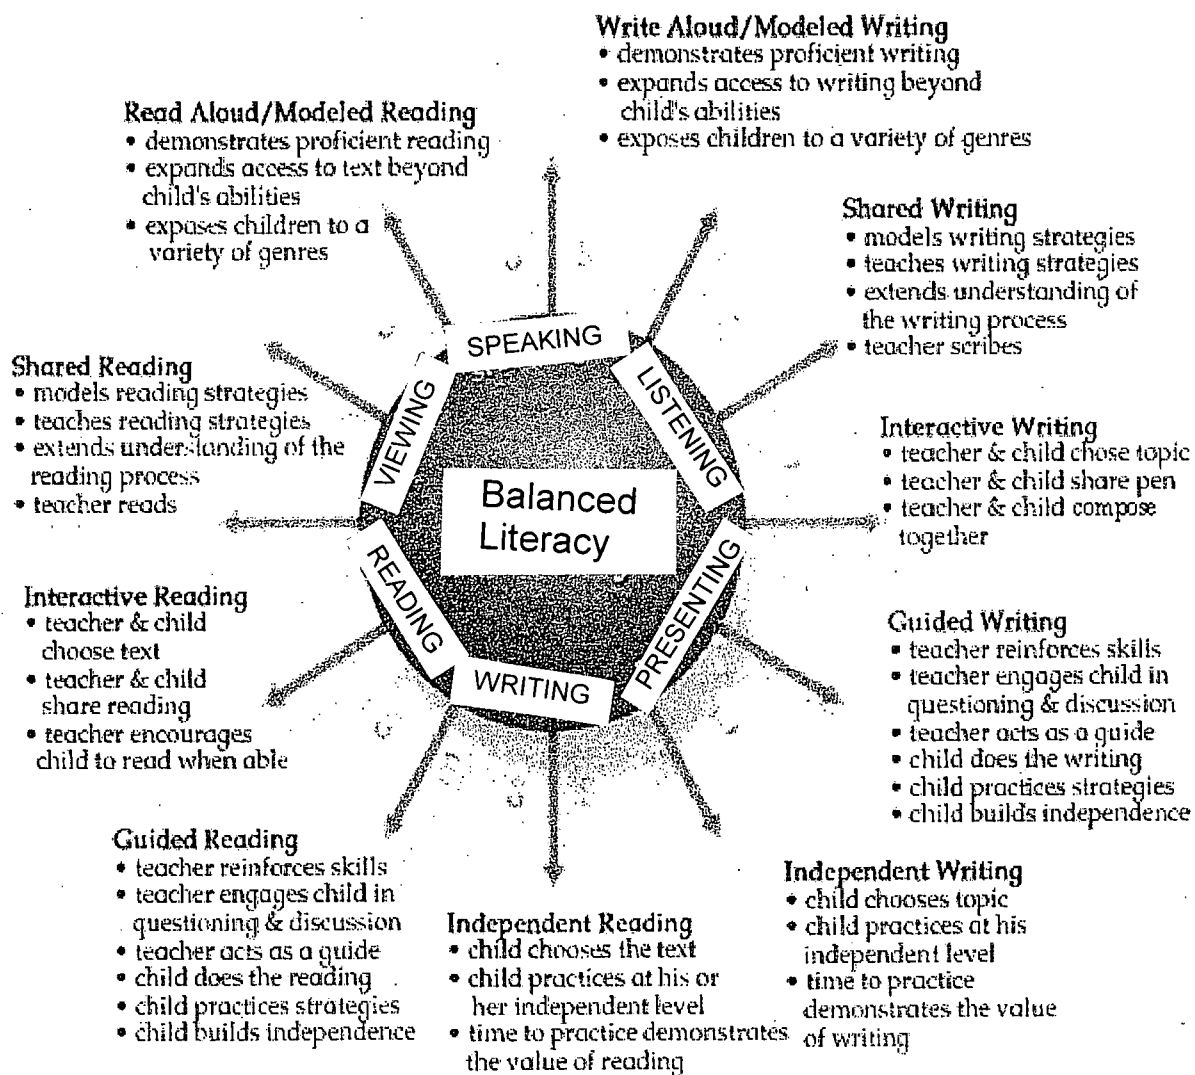 Write Aloud/Modeled Writing
• demonstrates proficient writing
• expands access to writing beyond
child's abilities
• exposes children to a variety of genres
Read Aloud/Modeled Reading
• demonstrates proficient reading
• expands access to text beyond
child's abilities
• exposes children to a
variety of genres
Shared Writing
• models writing strategies
• teaches writing strategies
• extends understanding of
the writing process
• teacher scribes
Shared Reading
• models reading strategies
• teaches reading strategies
• extends understanding of the
reading process
• teacher reads
SPEAKING
VIEWING
LISTENING
Balanced
Literacy
READING
WRITING
PRESENTING
Interactive Writing
• teacher & child chose topic
• teacher & child share pen
• teacher & child compose
together
Interactive Reading
• teacher & child
choose text
• teacher & child
share reading
• teacher encourages
child to read when able
Guided Writing
• teacher reinforces skills
• teacher engages child in
questioning & discussion
• teacher acts as a guide
• child does the writing
• child practices strategies
• child builds independence
Guided Reading
• teacher reinforces skills
• teacher engages child in
questioning & discussion
• teacher acts as a guide
• child does the reading
• child practices strategies
• child builds independence
Independent Reading
• child chooses the text
• child practices at his or
her independent level
• time to practice demonstrates
the value of reading
Independent Writing
• child chooses topic
• child practices at his
independent level
• time to practice
demonstrates the value
of writing